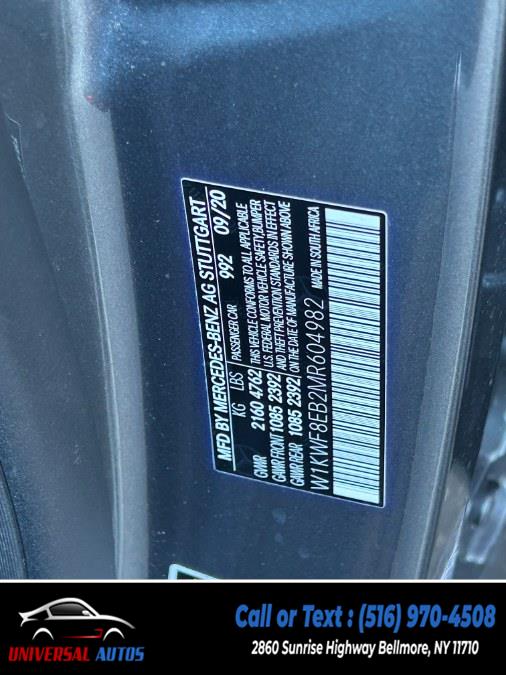 MFD BY MERCEDES-BENZ AG STUTTGART
KG LBS PASSENGER CAR 992 09/20
GVWR 2160 4762 THIS VEHICLE CONFORMS TO ALL APPLICABLE
U.S. FEDERAL MOTOR VEHICLE SAFETY,BUMPER
GAWR FRONT 1085 2392 AND THEFT PREVENTION STANDARDS IN EFFECT
GAWR REAR 1085 2392 ON THE DATE OF MANUFACTURE SHOWN ABOVE
W1KWF8EB2MR604982 MADE IN SOUTH AFRICA
UNIVERSAL AUTOS
Call or Text : (516) 970-4508
2860 Sunrise Highway Bellmore, NY 11710